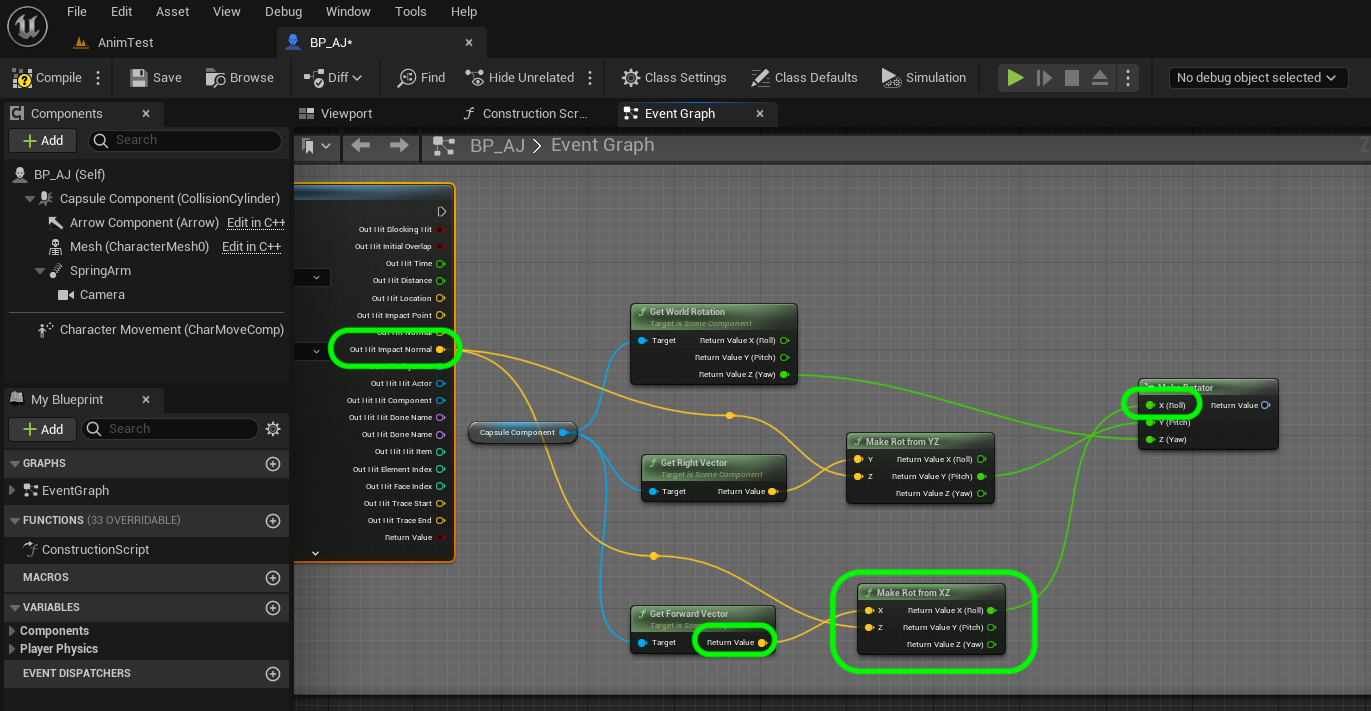 File Edit Asset View Debug Window Tools Help
AnimTest
BP_AJ*
Compile
Save
Browse
Diff
Find
Hide Unrelated
Class Settings
Class Defaults
Simulation
No debug object selected
Components
Add
Search
BP_AJ (Self)
Capsule Component (CollisionCylinder)
Arrow Component (Arrow) Edit in C++
Mesh (CharacterMesh0) Edit in C++
SpringArm
Camera
Character Movement (CharMoveComp)
My Blueprint
Add
Search
GRAPHS
EventGraph
FUNCTIONS (33 OVERRIDABLE)
ConstructionScript
MACROS
VARIABLES
Components
Player Physics
EVENT DISPATCHERS
Viewport
Construction Scr...
Event Graph
BP_AJ > Event Graph
Out Hit Blocking Hit
Out Hit Initial Overlap
Out Hit Time
Out Hit Distance
Out Hit Location
Out Hit Impact Point
Out Hit Normal
Out Hit Impact Normal
Out Hit Hit Actor
Out Hit Hit Component
Out Hit Hit Bone Name
Out Hit Bone Name
Out Hit Hit Item
Out Hit Element Index
Out Hit Face Index
Out Hit Trace Start
Out Hit Trace End
Return Value
Capsule Component
Get World Rotation
Target is Scene Component
Target Return Value X (Roll)
Return Value Y (Pitch)
Return Value Z (Yaw)
Get Right Vector
Target is Scene Component
Target Return Value
Get Forward Vector
Target is Scene Component
Target Return Value
Make Rot from YZ
Y Return Value X (Roll)
Z Return Value Y (Pitch)
Return Value Z (Yaw)
Make Rot from XZ
X Return Value X (Roll)
Z Return Value Y (Pitch)
Return Value Z (Yaw)
Make Rotator
X (Roll) Return Value
Y (Pitch)
Z (Yaw)